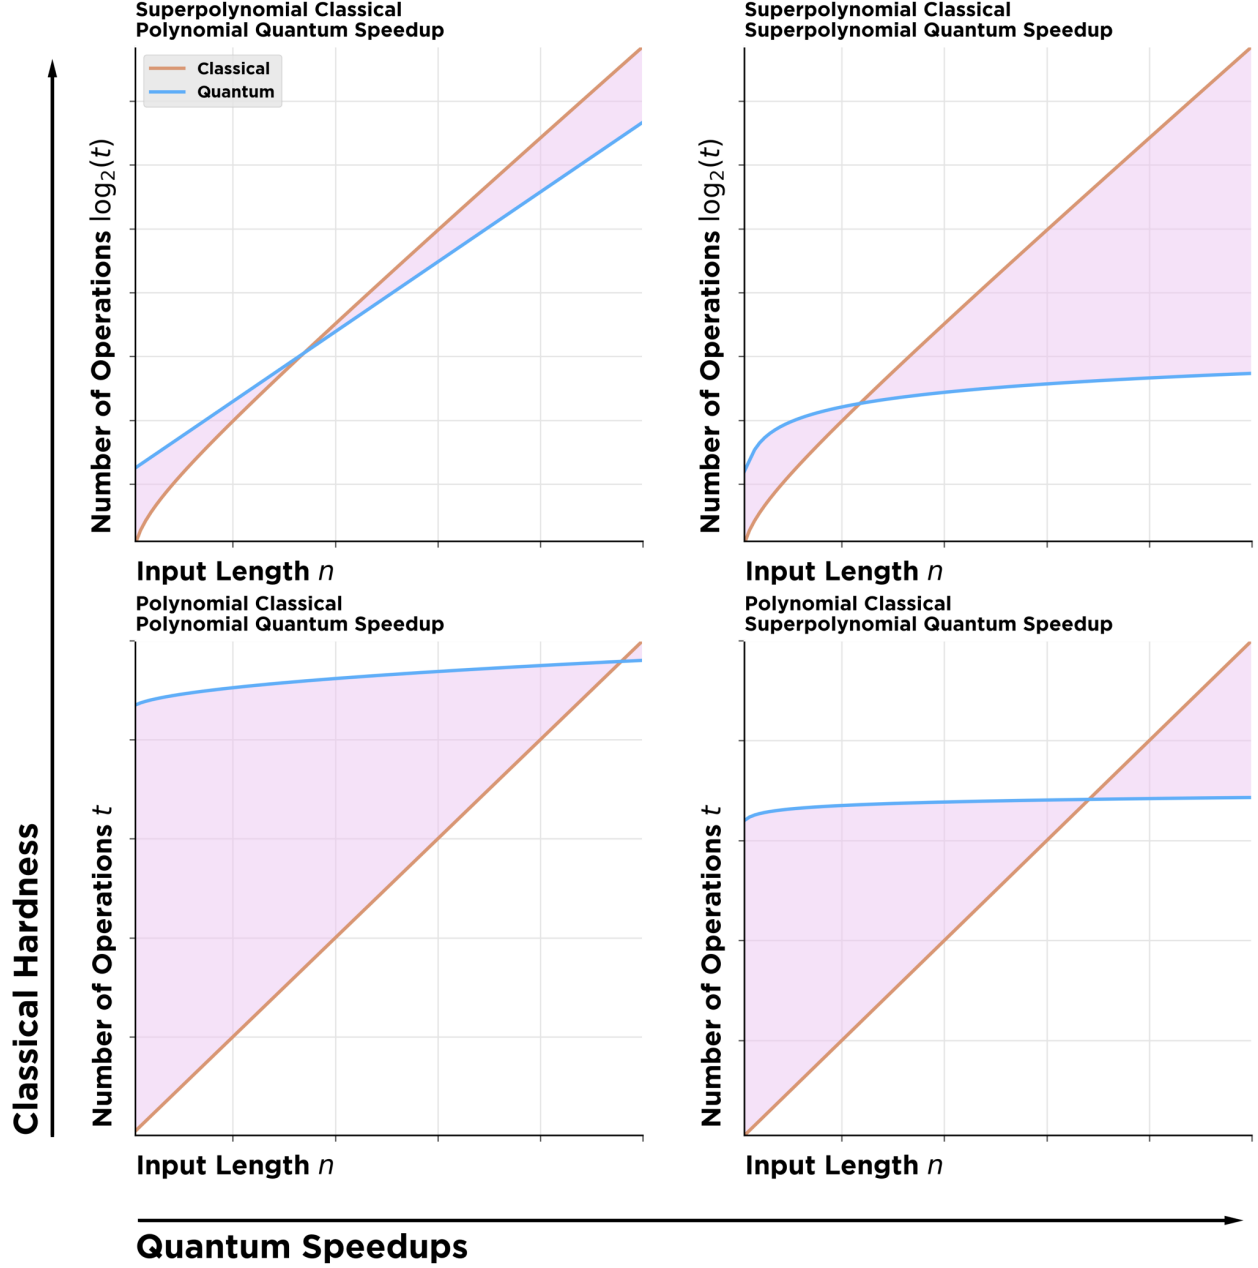 Superpolynomial Classical
Polynomial Quantum Speedup
Classical
Quantum
Number of Operations log₂(t)
Input Length n
Superpolynomial Classical
Superpolynomial Quantum Speedup
Number of Operations log₂(t)
Input Length n
Polynomial Classical
Polynomial Quantum Speedup
Number of Operations t
Input Length n
Polynomial Classical
Superpolynomial Quantum Speedup
Number of Operations t
Input Length n
Classical Hardness
Quantum Speedups